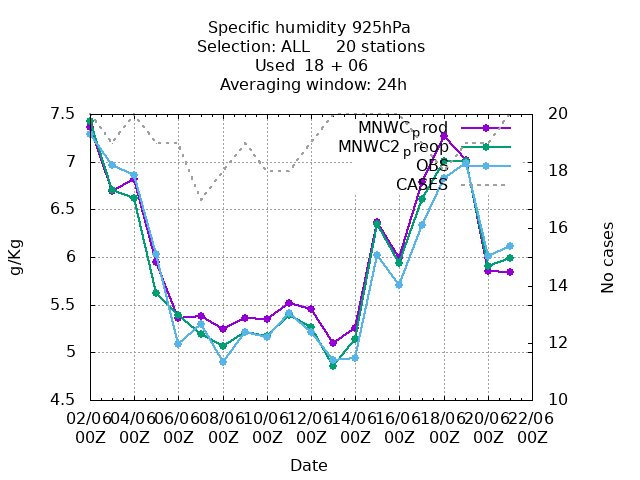 Specific humidity 925hPa
Selection: ALL 20 stations
Used 18 + 06
Averaging window: 24h
7.5
7
6.5
6
5.5
5
4.5
g/Kg
20
18
16
14
12
10
No cases
MNWCprod
MNWC2preop
OBS
CASES
02/06 04/06 06/06 08/06 10/06 12/06 14/06 16/06 18/06 20/06 22/06
00Z 00Z 00Z 00Z 00Z 00Z 00Z 00Z 00Z 00Z 00Z
Date